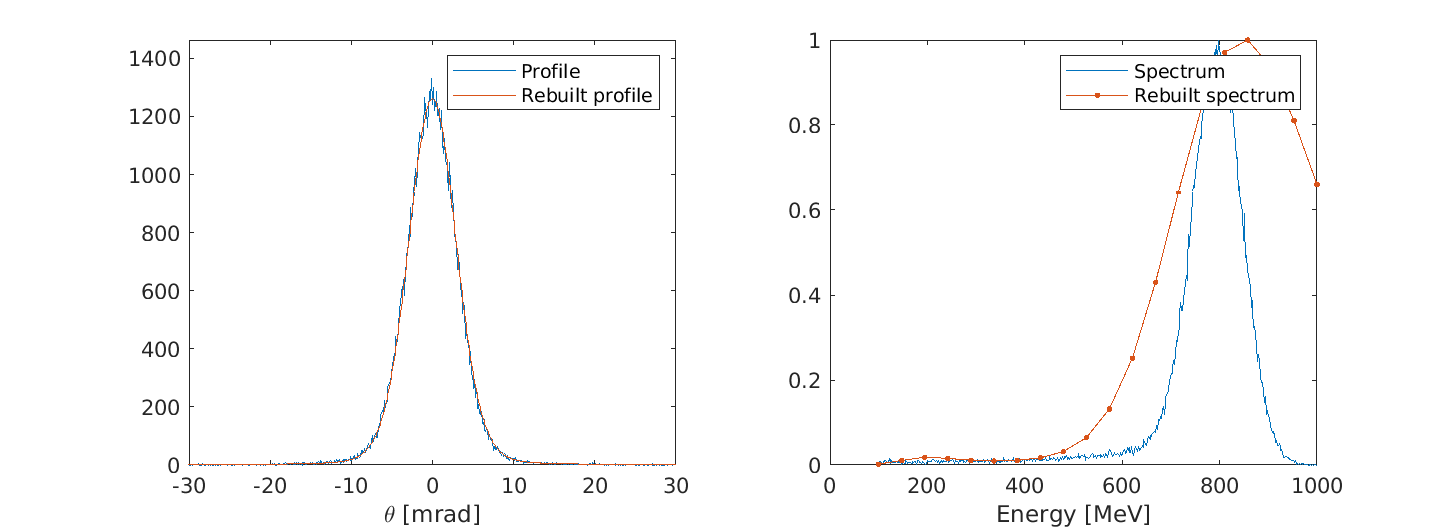 1400
1200
1000
800
600
400
200
0
-30 -20 -10 0 10 20 30
θ [mrad]
Profile
Rebuilt profile
1
0.8
0.6
0.4
0.2
0
0 200 400 600 800 1000
Energy [MeV]
Spectrum
Rebuilt spectrum